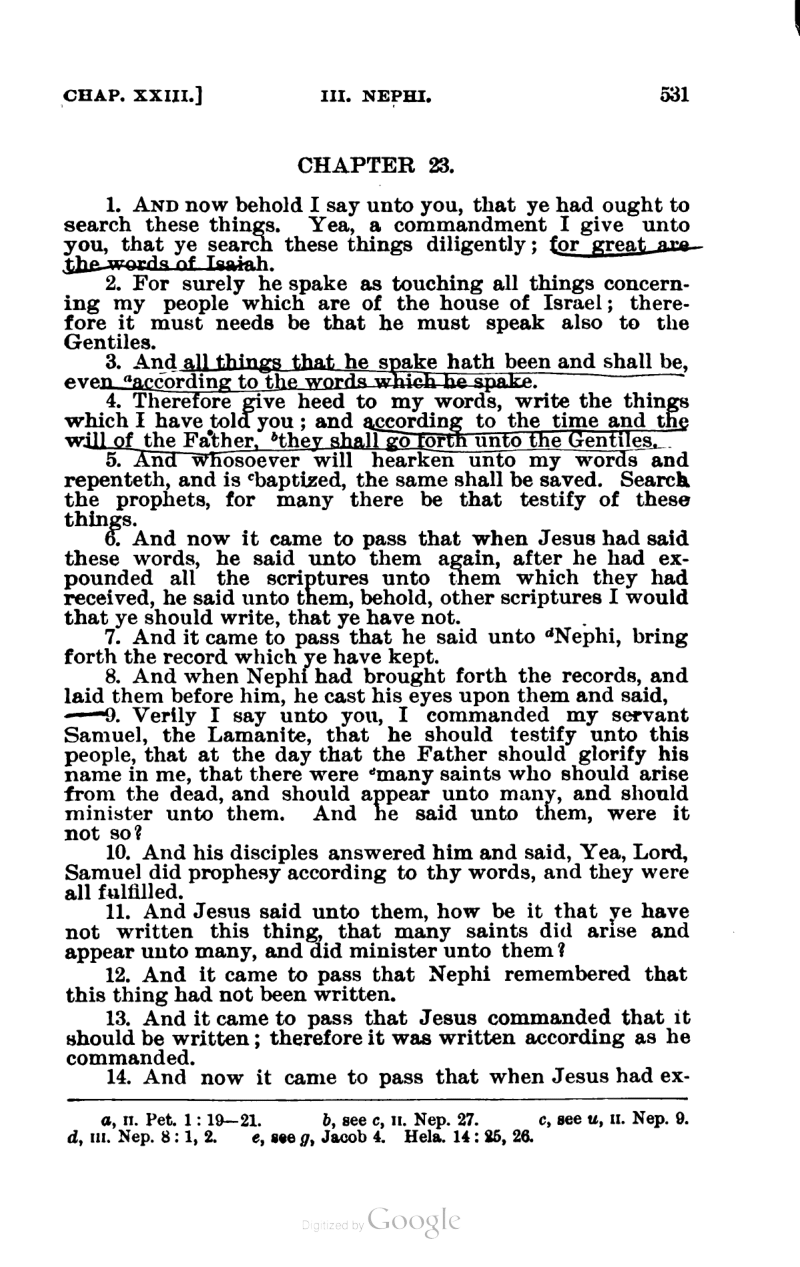 CHAP. XXIII.] III. NEPHI. 531
CHAPTER 23.
1. AND now behold I say unto you, that ye had ought to
search these things. Yea, a commandment I give unto
you, that ye search these things diligently; for great are
the words of Isaiah.
2. For surely he spake as touching all things concern-
ing my people which are of the house of Israel; there-
fore it must needs be that he must speak also to the
Gentiles.
3. And all things that he spake hath been and shall be,
even ᵃaccording to the words which he spake.
4. Therefore give heed to my words, write the things
which I have told you; and according to the time and the
will of the Father, ᵇthey shall go forth unto the Gentiles.
5. And whosoever will hearken unto my words and
repenteth, and is ᶜbaptized, the same shall be saved. Search
the prophets, for many there be that testify of these
things.
6. And now it came to pass that when Jesus had said
these words, he said unto them again, after he had ex-
pounded all the scriptures unto them which they had
received, he said unto them, behold, other scriptures I would
that ye should write, that ye have not.
7. And it came to pass that he said unto ᵈNephi, bring
forth the record which ye have kept.
8. And when Nephi had brought forth the records, and
laid them before him, he cast his eyes upon them and said,
9. Verily I say unto you, I commanded my servant
Samuel, the Lamanite, that he should testify unto this
people, that at the day that the Father should glorify his
name in me, that there were ᵉmany saints who should arise
from the dead, and should appear unto many, and should
minister unto them. And he said unto them, were it
not so?
10. And his disciples answered him and said, Yea, Lord,
Samuel did prophesy according to thy words, and they were
all fulfilled.
11. And Jesus said unto them, how be it that ye have
not written this thing, that many saints did arise and
appear unto many, and did minister unto them?
12. And it came to pass that Nephi remembered that
this thing had not been written.
13. And it came to pass that Jesus commanded that it
should be written; therefore it was written according as he
commanded.
14. And now it came to pass that when Jesus had ex-
a, II. Pet. 1:19—21. b, see c, II. Nep. 27. c, see u, II. Nep. 9.
d, III. Nep. 8:1, 2. e, see g, Jacob 4. Hela. 14:25, 26.
Digitized by Google